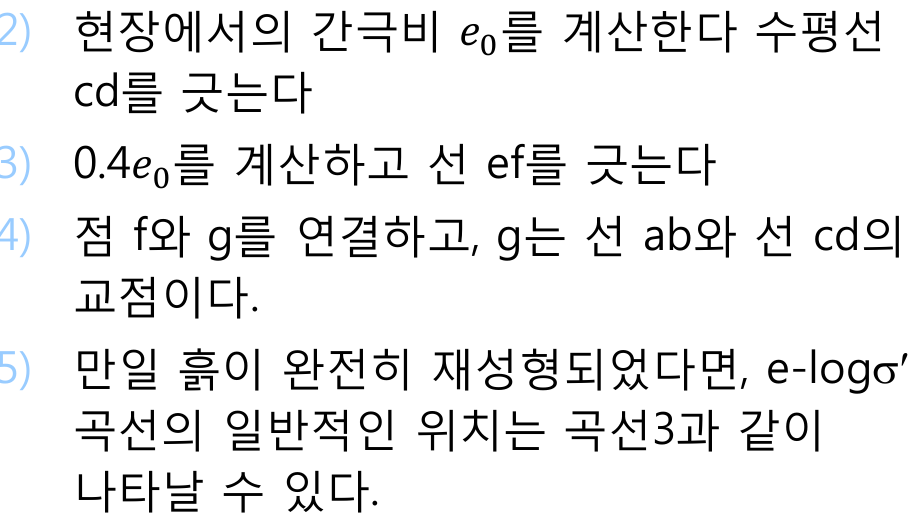 2) 현장에서의 간극비 e₀를 계산한다 수평선
cd를 긋는다
3) 0.4e₀를 계산하고 선 ef를 긋는다
4) 점 f와 g를 연결하고, g는 선 ab와 선 cd의
교점이다.
5) 만일 흙이 완전히 재성형되었다면, e-logσ′
곡선의 일반적인 위치는 곡선3과 같이
나타날 수 있다.